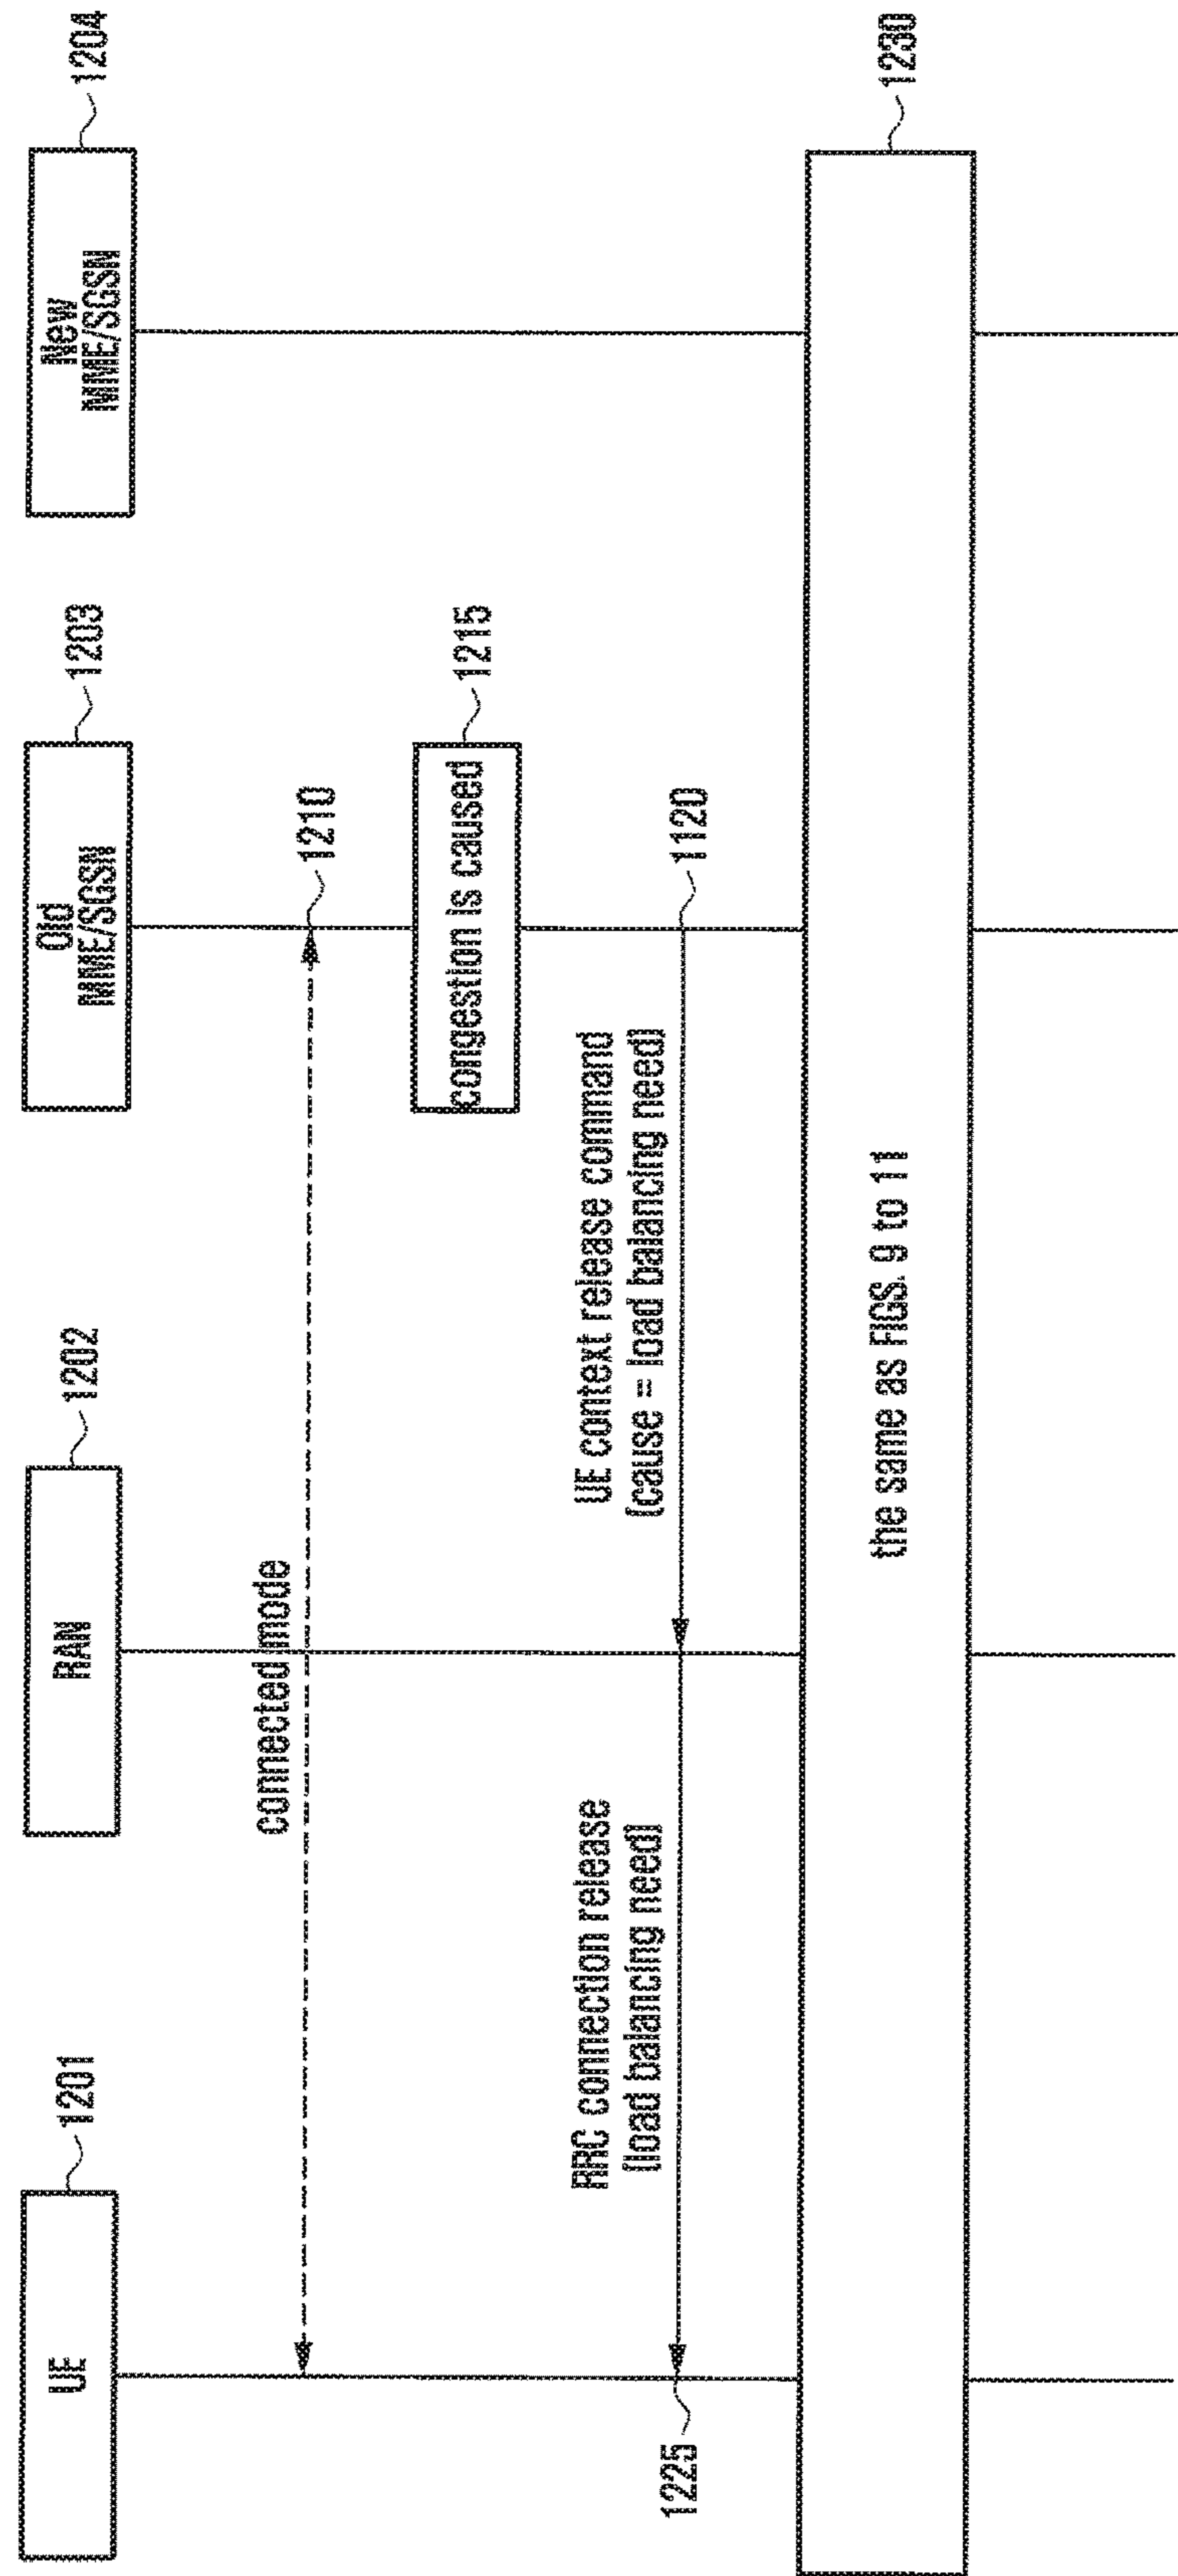 UE
1201
RAN
1202
Old
MME/SGSN
1203
New
MME/SGSN
1204
connected mode
1210
congestion is caused
1215
RRC connection release
(load balancing need)
1225
UE context release command
(cause = load balancing need)
1120
the same as FIGS. 9 to 11
1230